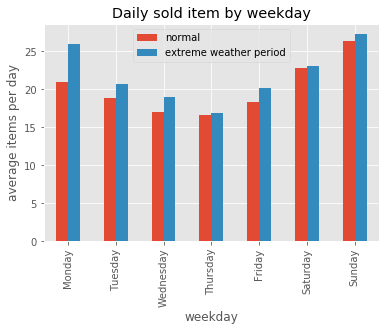 Daily sold item by weekday
normal
extreme weather period
average items per day
25
20
15
10
5
0
Monday
Tuesday
Wednesday
Thursday
Friday
Saturday
Sunday
weekday